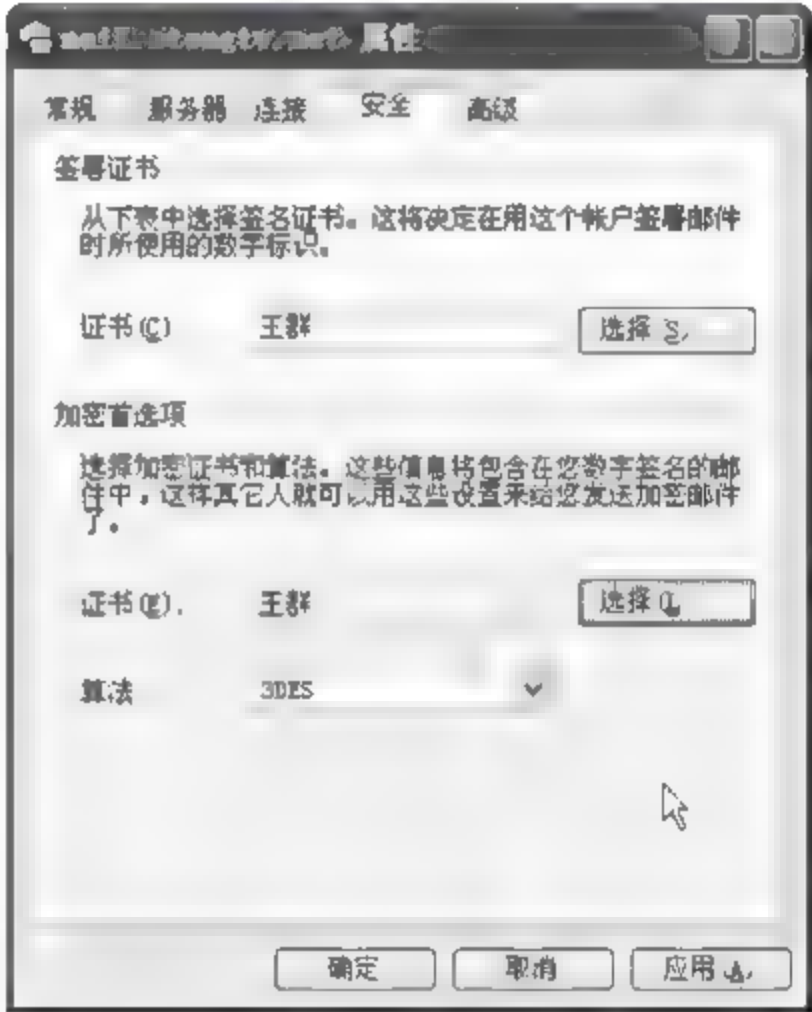 属性
常规 服务器 连接 安全 高级
签署证书
从下表中选择签名证书。这将决定在用这个帐户签署邮件
时所使用的数字标识。
证书(C) 王群 选择 S.
加密首选项
选择加密证书和算法。这些信息将包含在您数字签名的邮
件中，这样其它人就可以用这些设置来给您发送加密邮件
了。
证书(E). 王群 选择(L
算法 3DES
确定 取消 应用 A.